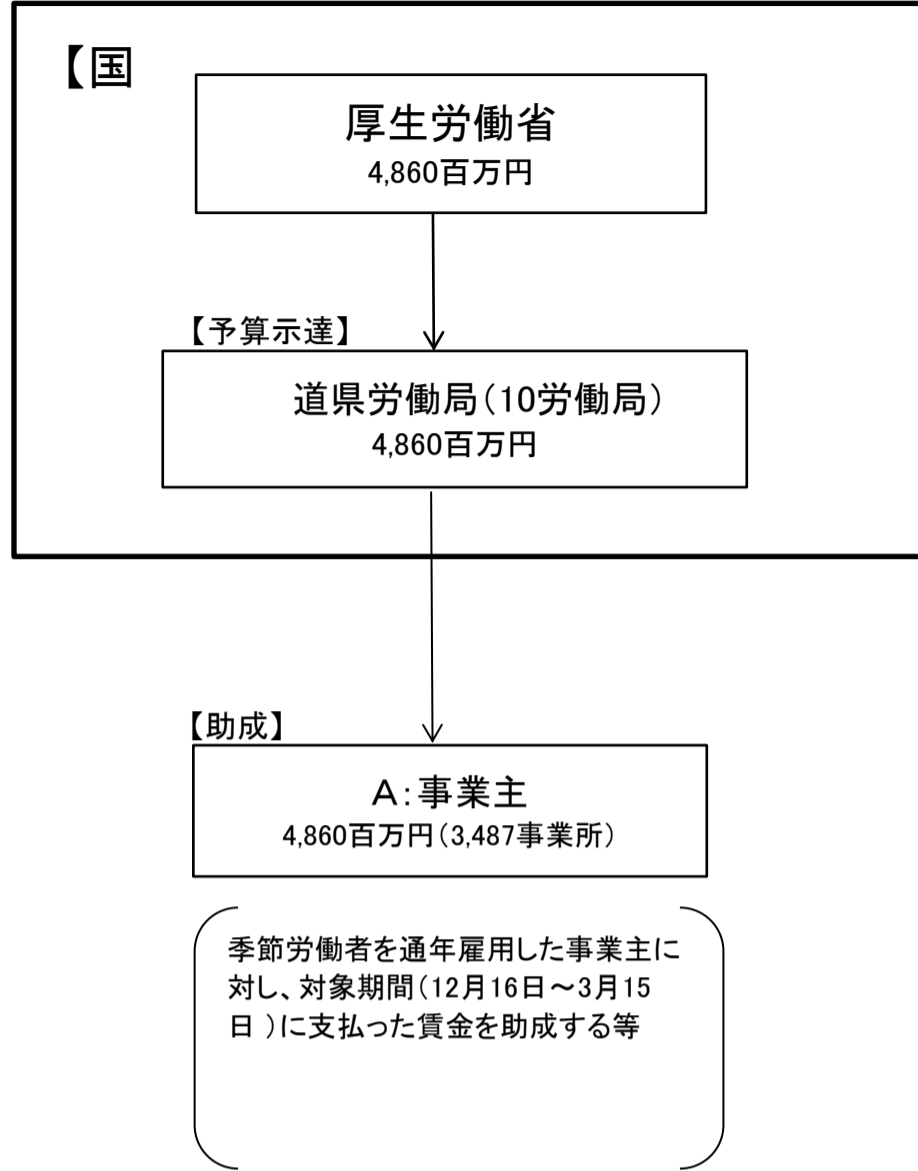 【国
厚生労働省
4,860百万円
【予算示達】
道県労働局(10労働局)
4,860百万円
【助成】
A:事業主
4,860百万円(3,487事業所)
季節労働者を通年雇用した事業主に
対し、対象期間(12月16日～3月15
日 )に支払った賃金を助成する等